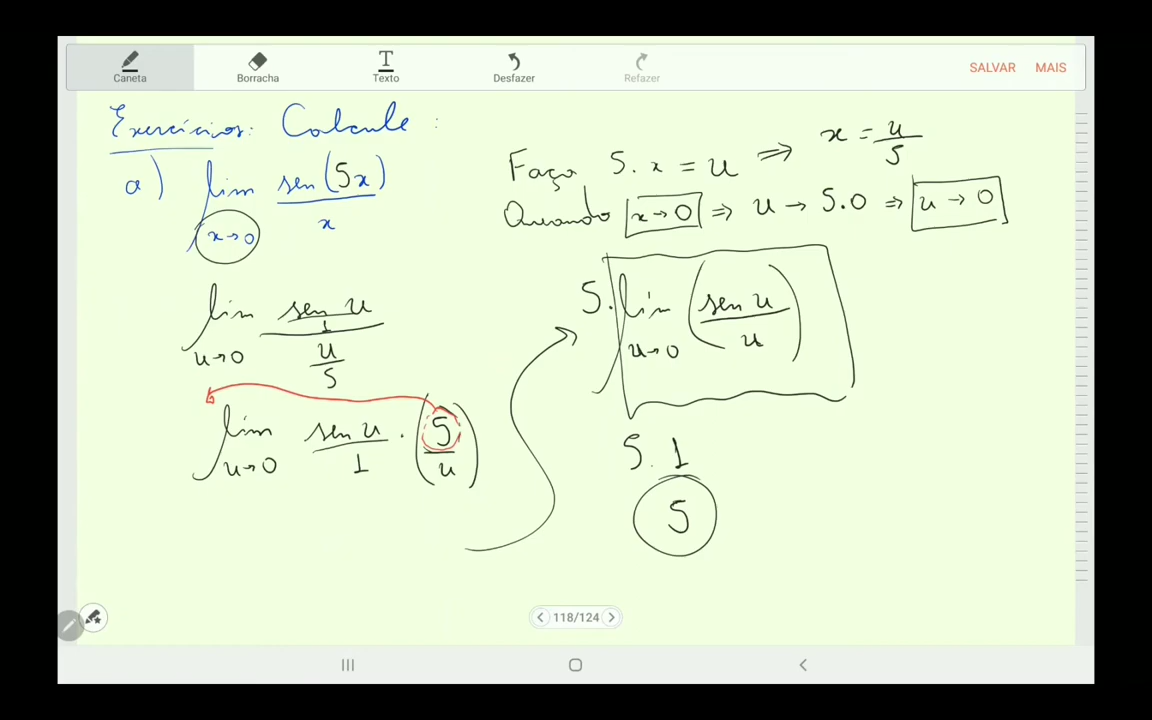 Caneta Borracha Texto Desfazer Refazer SALVAR MAIS
Exercícios: Calcule :
a) lim sen(5x)
x→0 x
Faço 5.x = u ⇒ x = u/5
Quando x→0 ⇒ u → 5.0 ⇒ u → 0
lim sen u
1
u→0 u
5
lim sen u . (5)
u→0 1 u
5. lim (sen u)
u→0 u
5. 1
5
118/124